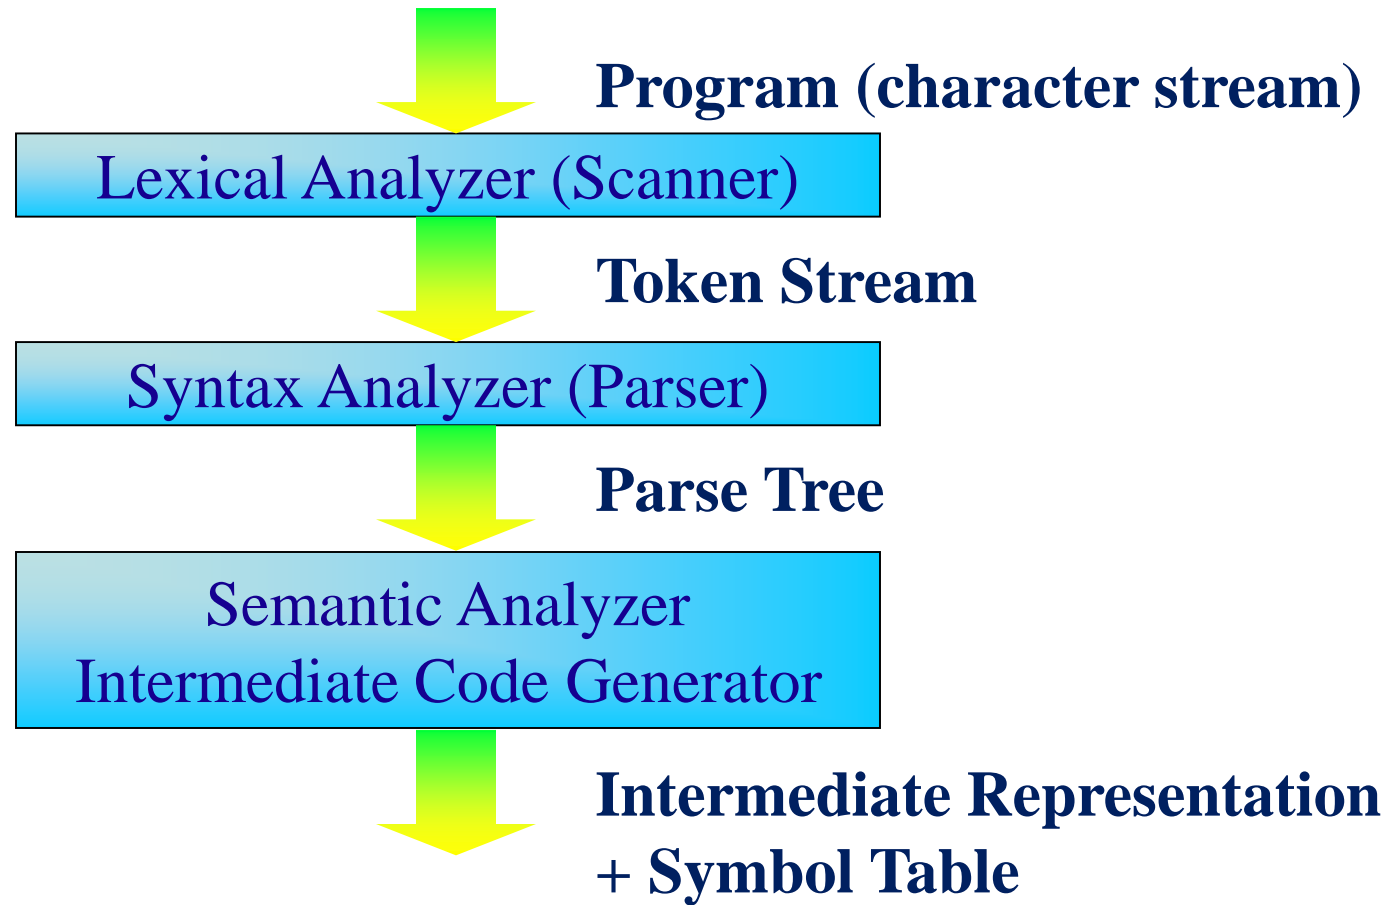 Program (character stream)
Lexical Analyzer (Scanner)
Token Stream
Syntax Analyzer (Parser)
Parse Tree
Semantic Analyzer
Intermediate Code Generator
Intermediate Representation
+ Symbol Table